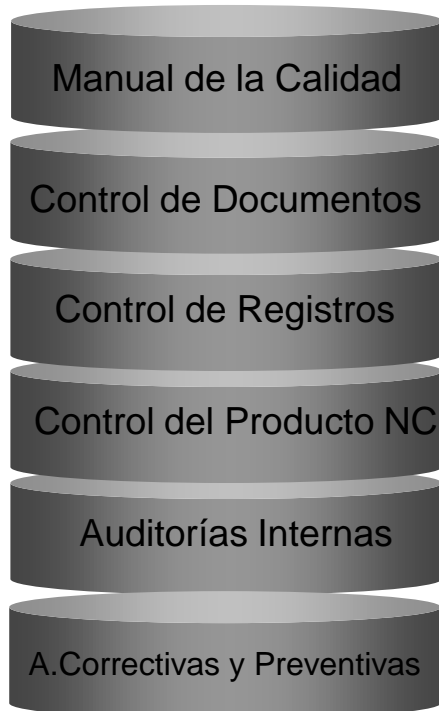 Manual de la Calidad
Control de Documentos
Control de Registros
Control del Producto NC
Auditorías Internas
A.Correctivas y Preventivas